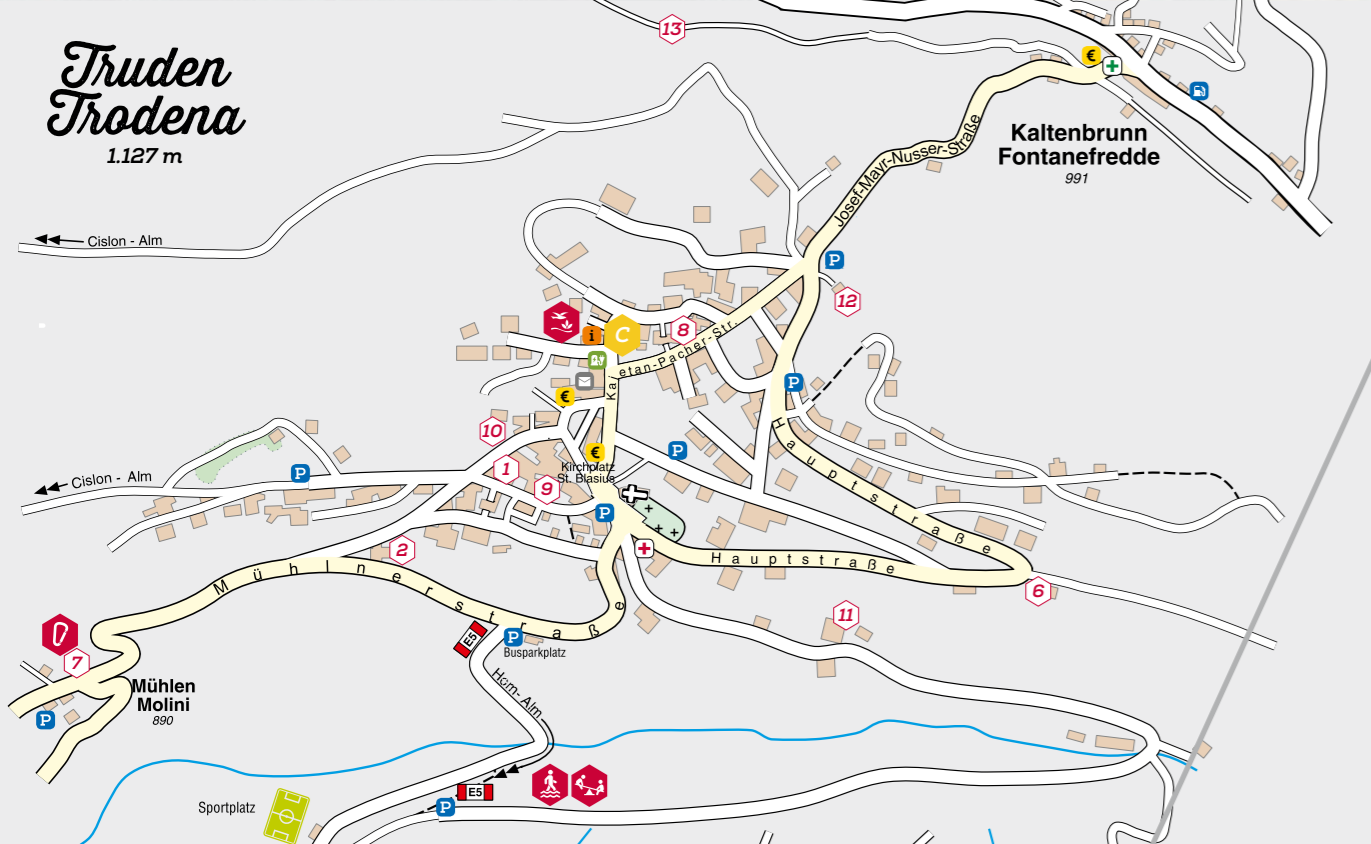 Truden
Trodena
1.127 m
13
€
Kaltenbrunn
Fontanefredde
991
Josef-Mayr-Nusser-Straße
Cislon - Alm
P
12
i
C
8
Kajetan-Pacher-Str.
€
P
10
€
P
Hauptstraße
Kirchplatz
St. Blasius
1
9
P
Cislon - Alm
P
2
Hauptstraße
6
Mühlnerstraße
11
E5
P
Busparkplatz
7
Horn-Alm
Mühlen
Molini
890
P
E5
P
Sportplatz